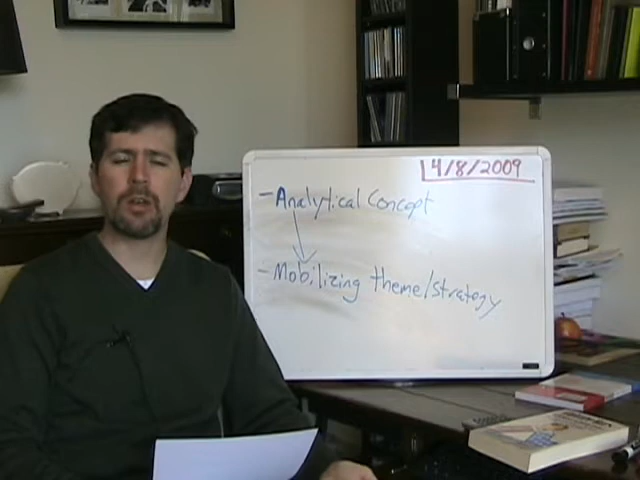 4/8/2009
- Analytical Concept
- Mobilizing theme/strategy